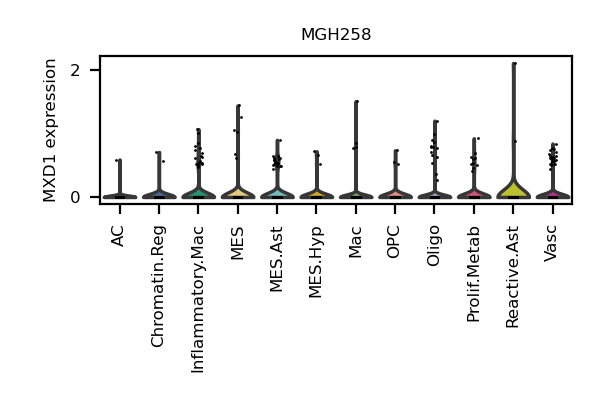 MGH258
MXD1 expression
2
0
AC
Chromatin.Reg
Inflammatory.Mac
MES
MES.Ast
MES.Hyp
Mac
OPC
Oligo
Prolif.Metab
Reactive.Ast
Vasc